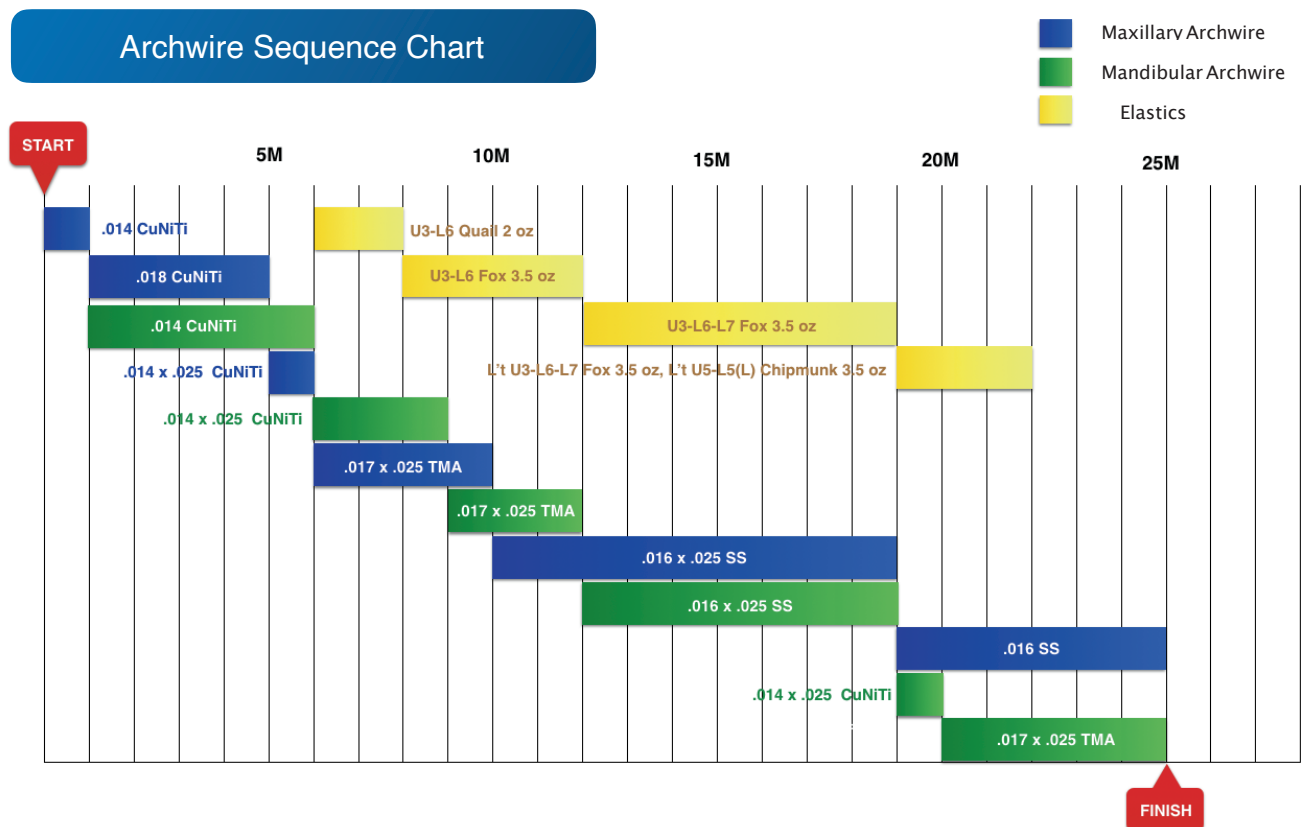 Archwire Sequence Chart
Maxillary Archwire
Mandibular Archwire
Elastics
START
5M
10M
15M
20M
25M
.014 CuNiTi
U3-L6 Quail 2 oz
.018 CuNiTi
U3-L6 Fox 3.5 oz
.014 CuNiTi
U3-L6-L7 Fox 3.5 oz
.014 x .025 CuNiTi
L't U3-L6-L7 Fox 3.5 oz, L't U5-L5(L) Chipmunk 3.5 oz
.014 x .025 CuNiTi
.017 x .025 TMA
.017 x .025 TMA
.016 x .025 SS
.016 x .025 SS
.016 SS
.014 x .025 CuNiTi
.017 x .025 TMA
FINISH